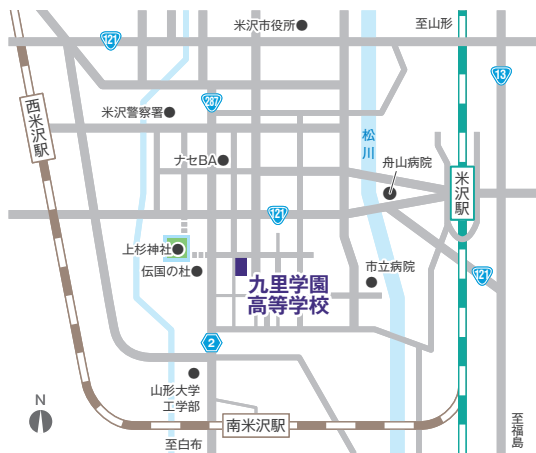 米沢市役所
至山形
121
13
287
米沢警察署
西米沢駅
松川
ナセBA
舟山病院
米沢駅
121
上杉神社
伝国の杜
九里学園
高等学校
市立病院
121
2
山形大学
工学部
N
南米沢駅
至白布
至福島